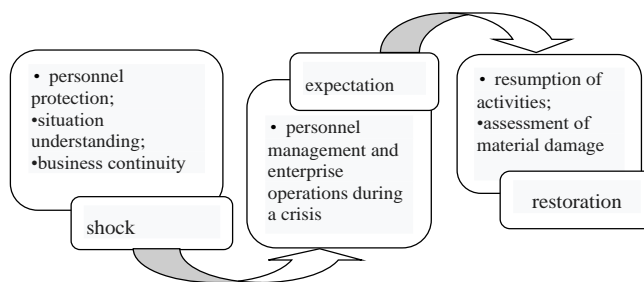 • personnel
protection;
•situation
understanding;
•business continuity
shock
expectation
• personnel
management and
enterprise
operations during
a crisis
• resumption of
activities;
•assessment of
material damage
restoration